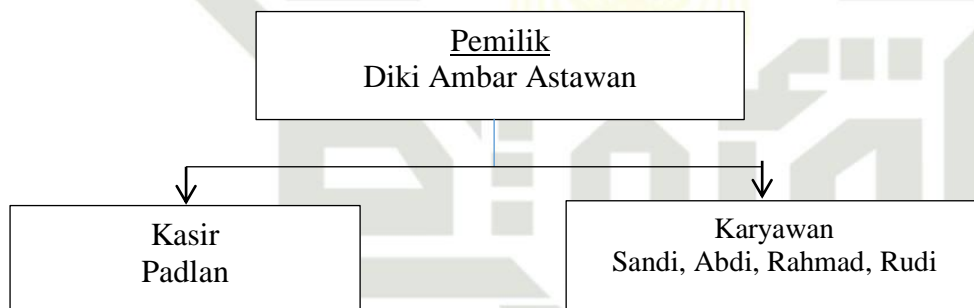 Pemilik
Diki Ambar Astawan
Kasir
Padlan
Karyawan
Sandi, Abdi, Rahmad, Rudi